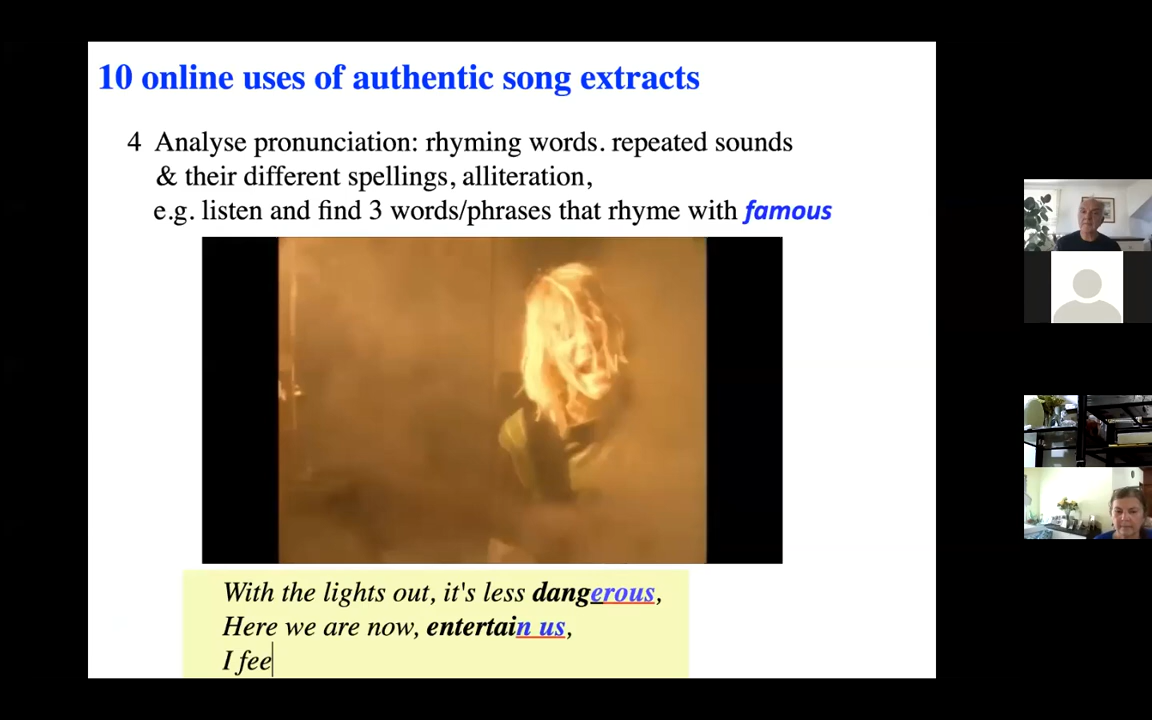 10 online uses of authentic song extracts
4 Analyse pronunciation: rhyming words. repeated sounds
& their different spellings, alliteration,
e.g. listen and find 3 words/phrases that rhyme with famous
With the lights out, it's less dangerous,
Here we are now, entertain us,
I fee